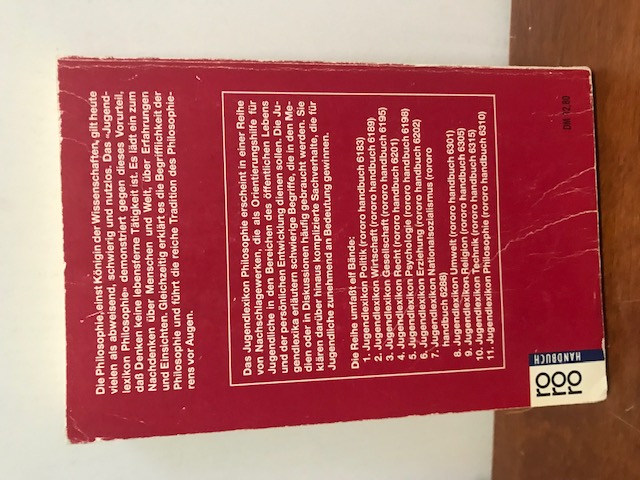 Die Philosophie, einst Königin der Wissenschaften, gilt heute
vielen als abweisend, schwierig und nutzlos. Das «Jugend-
lexikon Philosophie» demonstriert gegen dieses Vorurteil,
daß Denken keine lebensferne Tätigkeit ist. Es lädt ein zum
Nachdenken über Menschen und Welt, über Erfahrungen
und Einsichten. Gleichzeitig erklärt es die Begrifflichkeit der
Philosophie und führt die reiche Tradition des Philosophie-
rens vor Augen.
Das Jugendlexikon Philosophie erscheint in einer Reihe
von Nachschlagewerken, die als Orientierungshilfe für
Jugendliche in den Bereichen des öffentlichen Lebens
und der persönlichen Entwicklung dienen sollen. Die Ju-
gendlexika erläutern schwierige Begriffe, die in den Me-
dien oder in Diskussionen häufig gebraucht werden. Sie
klären darüber hinaus komplizierte Sachverhalte, die für
Jugendliche zunehmend an Bedeutung gewinnen.
Die Reihe umfaßt elf Bände:
1. Jugendlexikon Politik (rororo handbuch 6183)
2. Jugendlexikon Wirtschaft (rororo handbuch 6189)
3. Jugendlexikon Gesellschaft (rororo handbuch 6195)
4. Jugendlexikon Recht (rororo handbuch 6201)
5. Jugendlexikon Psychologie (rororo handbuch 6198)
6. Jugendlexikon Erziehung (rororo handbuch 6202)
7. Jugendlexikon Nationalsozialismus (rororo
handbuch 6288)
8. Jugendlexikon Umwelt (rororo handbuch 6301)
9. Jugendlexikon Religion (rororo handbuch 6305)
10. Jugendlexikon Technik (rororo handbuch 6315)
11. Jugendlexikon Philosophie (rororo handbuch 6310)
DM 12,80
ro
ro
ro
HANDBUCH